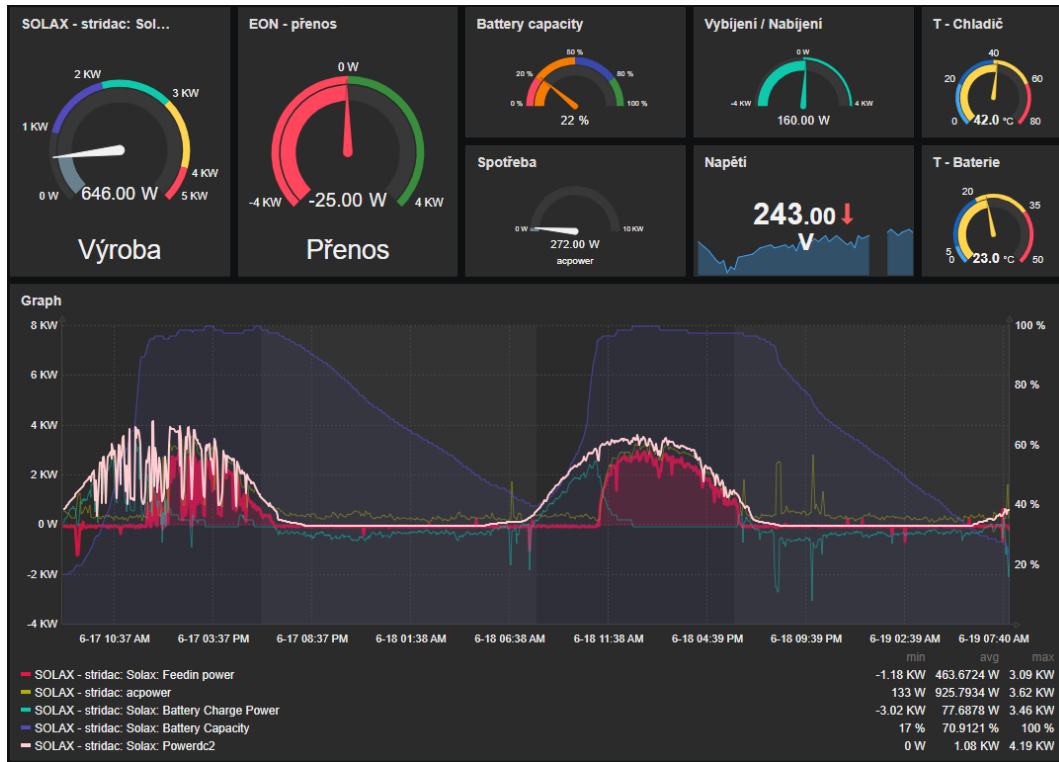 SOLAX - stridac: Sol...
2 KW
3 KW
1 KW
4 KW
0 W
5 KW
646.00 W
Výroba
EON - přenos
0 W
-4 KW
4 KW
-25.00 W
Přenos
Battery capacity
50 %
20 %
80 %
0 %
100 %
22 %
Vybíjení / Nabíjení
0 W
-4 KW
4 KW
160.00 W
T - Chladič
40
20
60
0
80
42.0 °C
Spotřeba
0 W
10 KW
272.00 W
acpower
Napětí
243.00
V
T - Baterie
20
35
5
0
50
23.0 °C
Graph
8 KW
100 %
6 KW
80 %
4 KW
60 %
2 KW
40 %
0 W
20 %
-2 KW
-4 KW
6-17 10:37 AM 6-17 03:37 PM 6-17 08:37 PM 6-18 01:38 AM 6-18 06:38 AM 6-18 11:38 AM 6-18 04:39 PM 6-18 09:39 PM 6-19 02:39 AM 6-19 07:40 AM
min avg max
SOLAX - stridac: Solax: Feedin power -1.18 KW 463.6724 W 3.09 KW
SOLAX - stridac: acpower 133 W 925.7934 W 3.62 KW
SOLAX - stridac: Solax: Battery Charge Power -3.02 KW 77.6878 W 3.46 KW
SOLAX - stridac: Solax: Battery Capacity 17 % 70.9121 % 100 %
SOLAX - stridac: Solax: Powerdc2 0 W 1.08 KW 4.19 KW